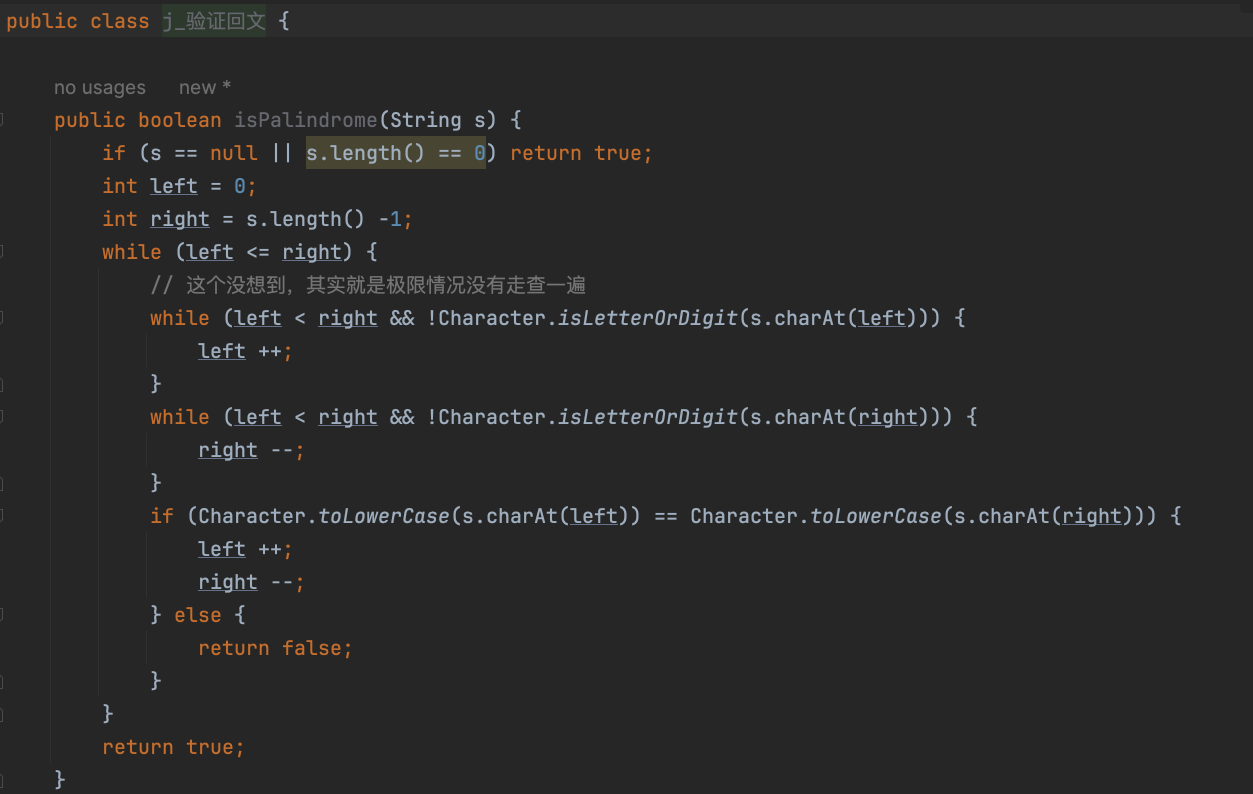 public class j_验证回文 {
no usages new *
public boolean isPalindrome(String s) {
if (s == null || s.length() == 0) return true;
int left = 0;
int right = s.length() -1;
while (left <= right) {
// 这个没想到，其实就是极限情况没有走查一遍
while (left < right && !Character.isLetterOrDigit(s.charAt(left))) {
left ++;
}
while (left < right && !Character.isLetterOrDigit(s.charAt(right))) {
right --;
}
if (Character.toLowerCase(s.charAt(left)) == Character.toLowerCase(s.charAt(right))) {
left ++;
right --;
} else {
return false;
}
}
return true;
}